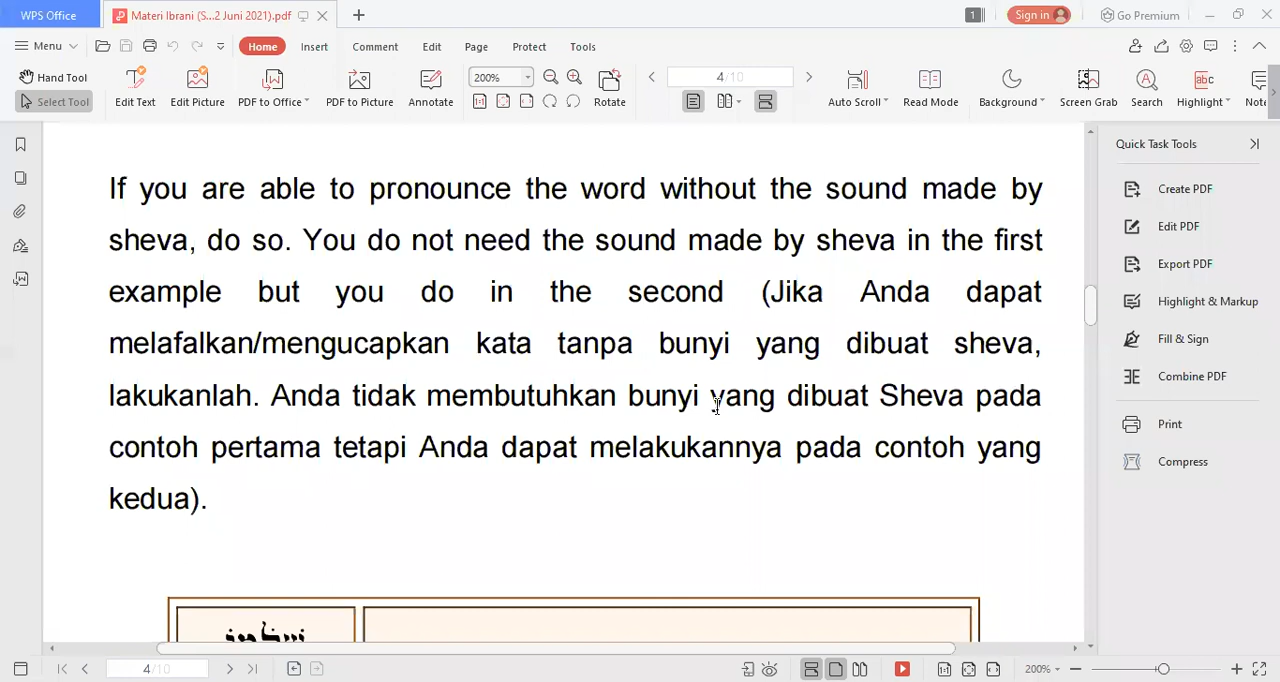 WPS Office
Materi Ibrani (S...2 Juni 2021).pdf
1
Sign in
Go Premium
Menu
Home
Insert
Comment
Edit
Page
Protect
Tools
Hand Tool
Select Tool
Edit Text
Edit Picture
PDF to Office
PDF to Picture
Annotate
200%
Rotate
4/10
Auto Scroll
Read Mode
Background
Screen Grab
Search
Highlight
Note
If you are able to pronounce the word without the sound made by
sheva, do so. You do not need the sound made by sheva in the first
example but you do in the second (Jika Anda dapat
melafalkan/mengucapkan kata tanpa bunyi yang dibuat sheva,
lakukanlah. Anda tidak membutuhkan bunyi yang dibuat Sheva pada
contoh pertama tetapi Anda dapat melakukannya pada contoh yang
kedua).
Quick Task Tools
Create PDF
Edit PDF
Export PDF
Highlight & Markup
Fill & Sign
Combine PDF
Print
Compress
4/10
200%